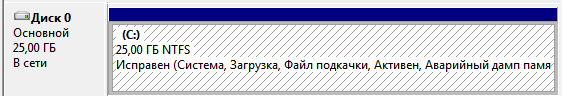 Диск 0
Основной
25,00 ГБ
В сети
(C:)
25,00 ГБ NTFS
Исправен (Система, Загрузка, Файл подкачки, Активен, Аварийный дамп памя